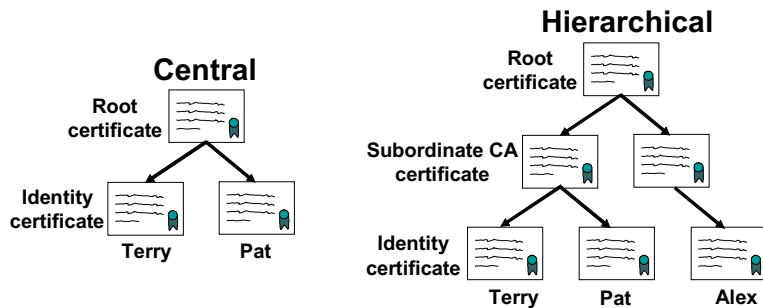 Central
Root
certificate
Identity
certificate
Terry
Pat
Hierarchical
Root
certificate
Subordinate CA
certificate
Identity
certificate
Terry
Pat
Alex